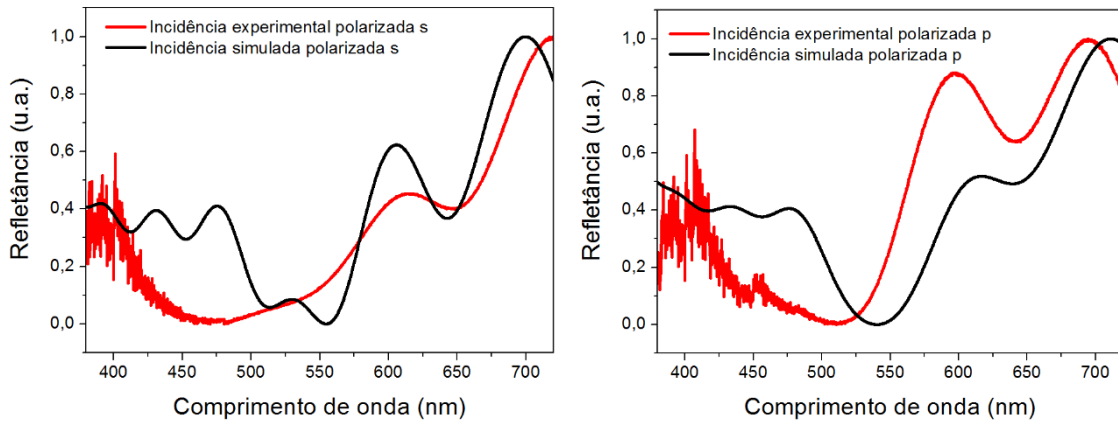 Incidência experimental polarizada s
Incidência simulada polarizada s
1,0
0,8
0,6
0,4
0,2
0,0
Refletância (u.a.)
400 450 500 550 600 650 700
Comprimento de onda (nm)
Incidência experimental polarizada p
Incidência simulada polarizada p
1,0
0,8
0,6
0,4
0,2
0,0
Refletância (u.a.)
400 450 500 550 600 650 700
Comprimento de onda (nm)